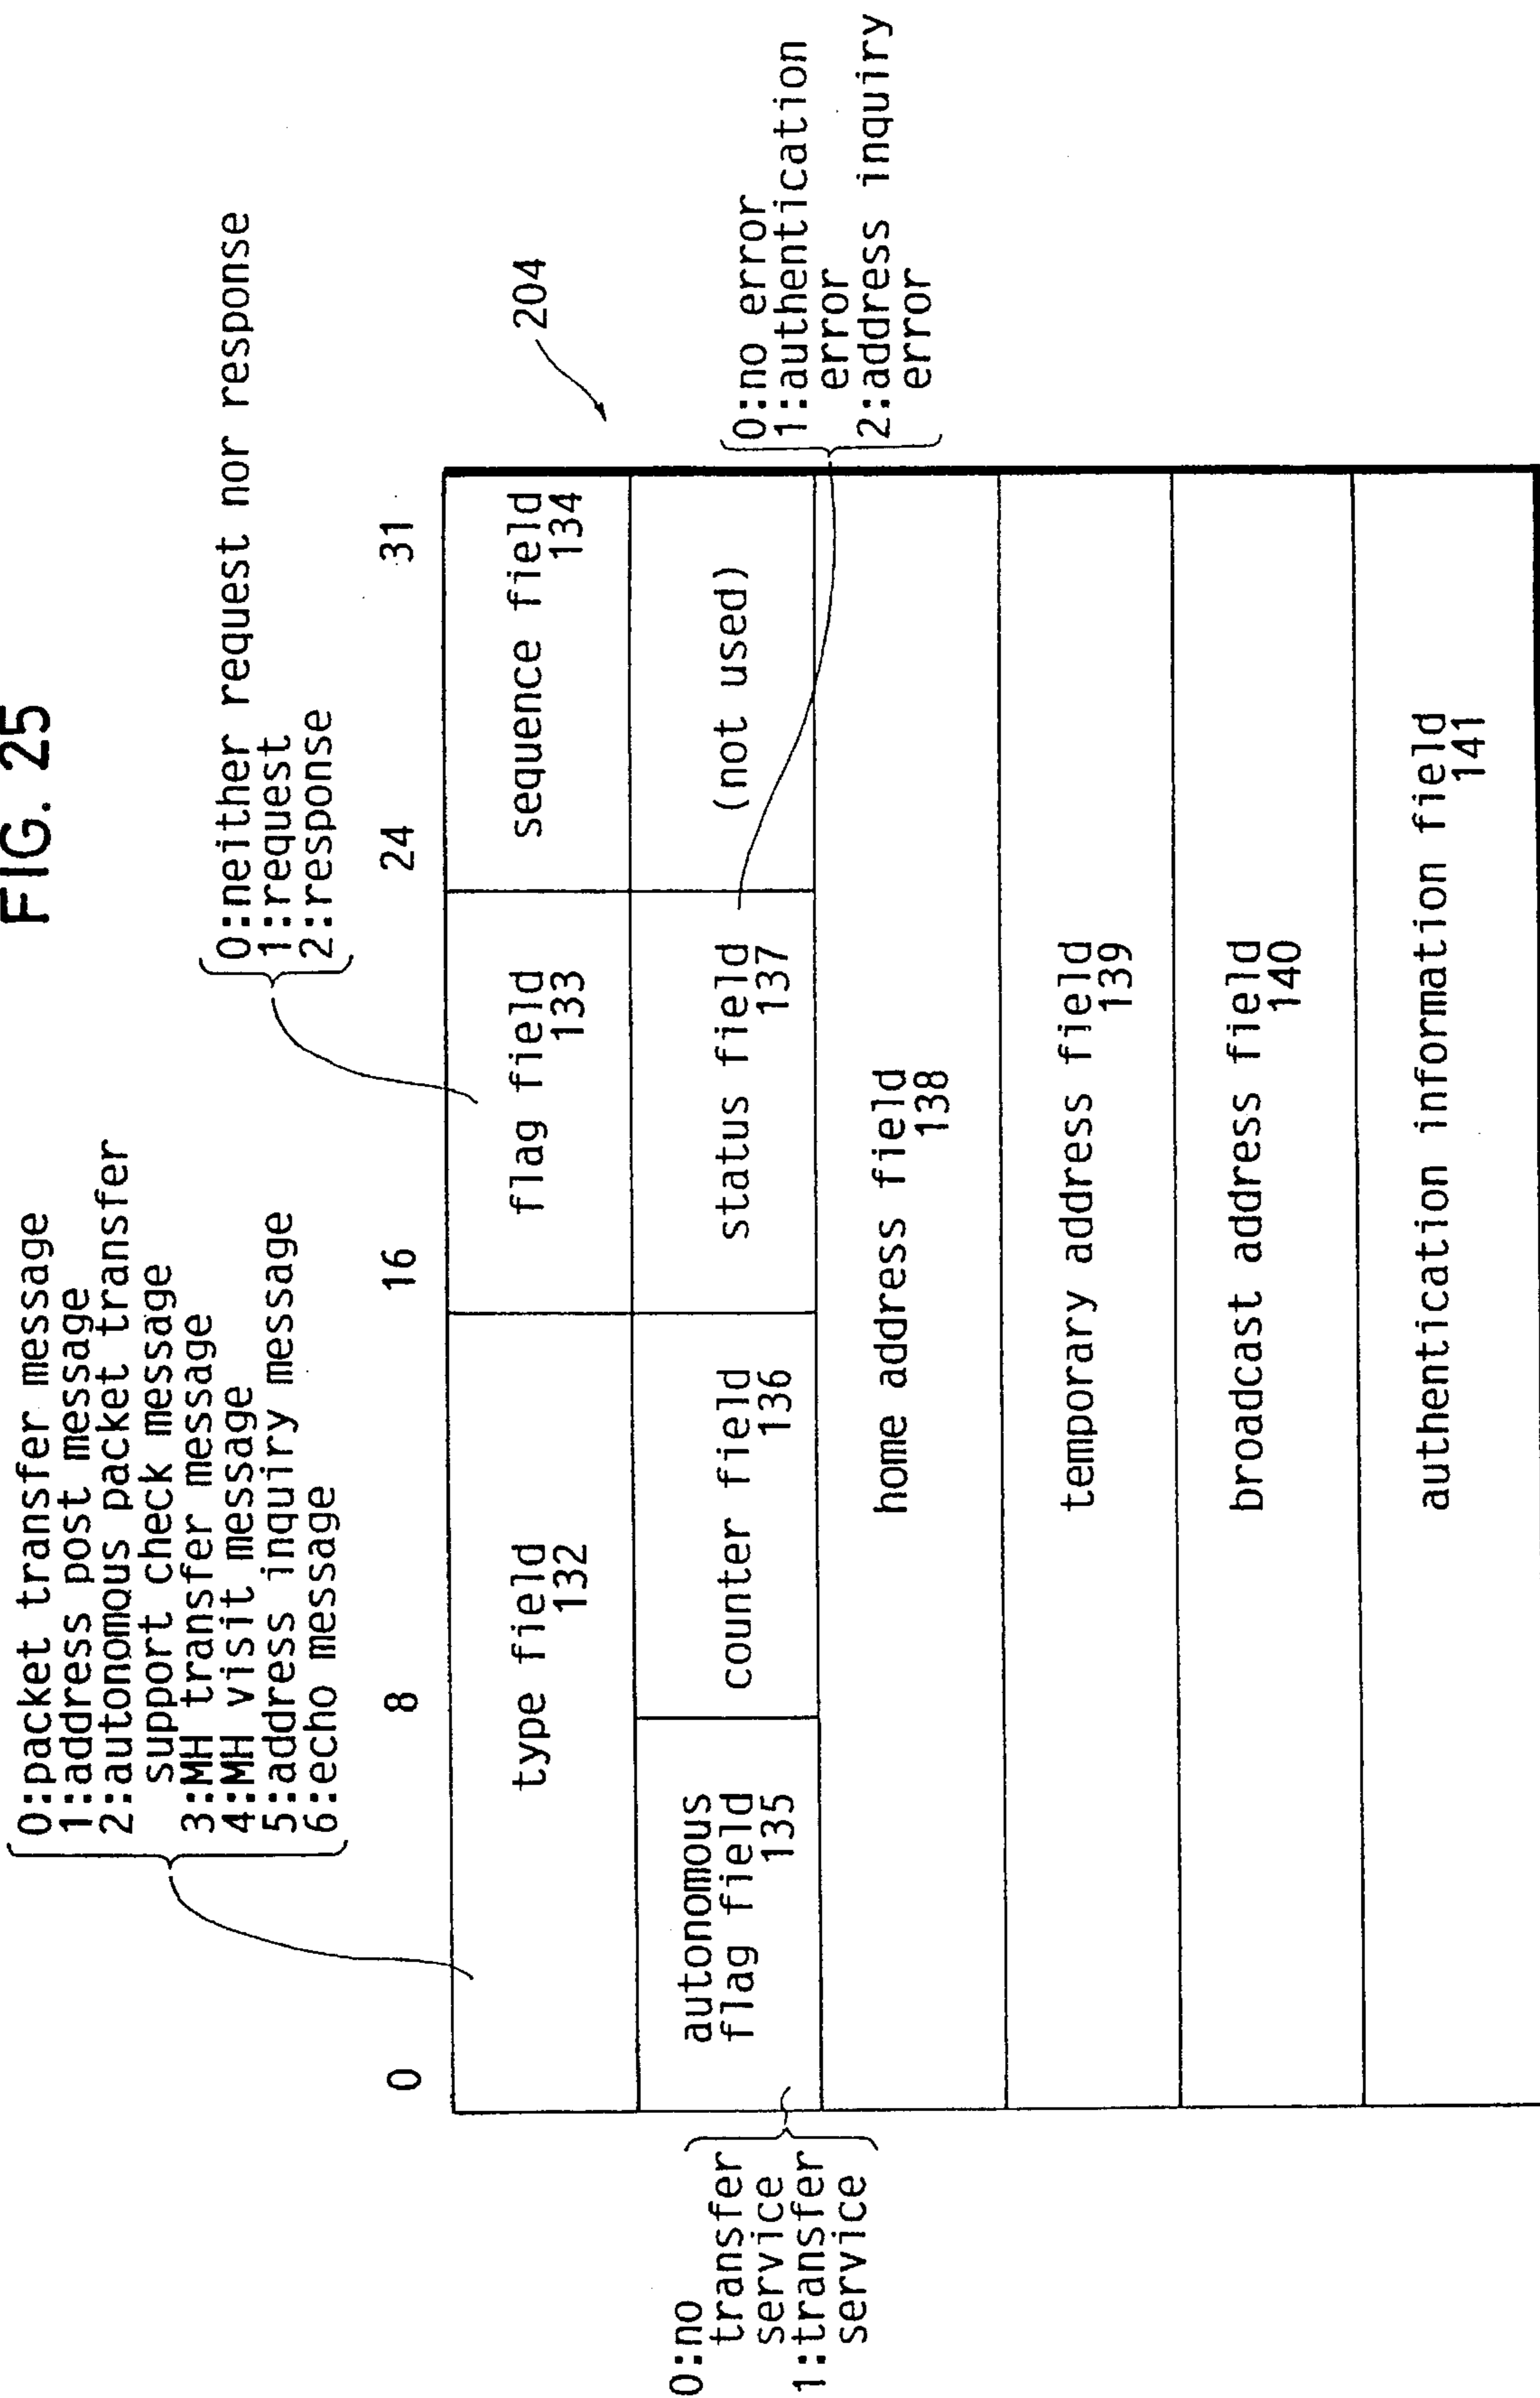 FIG. 25
0:packet transfer message
1:address post message
2:autonomous packet transfer
support check message
3:MH transfer message
4:MH visit message
5:address inquiry message
6:echo message
0:neither request nor response
1:request
2:response
0
8
16
24
31
204
type field
132
flag field
133
sequence field
134
0:no
transfer
service
1:transfer
service
autonomous
flag field
135
counter field
136
status field
137
(not used)
0:no error
1:authentication
error
2:address inquiry
error
home address field
138
temporary address field
139
broadcast address field
140
authentication information field
141